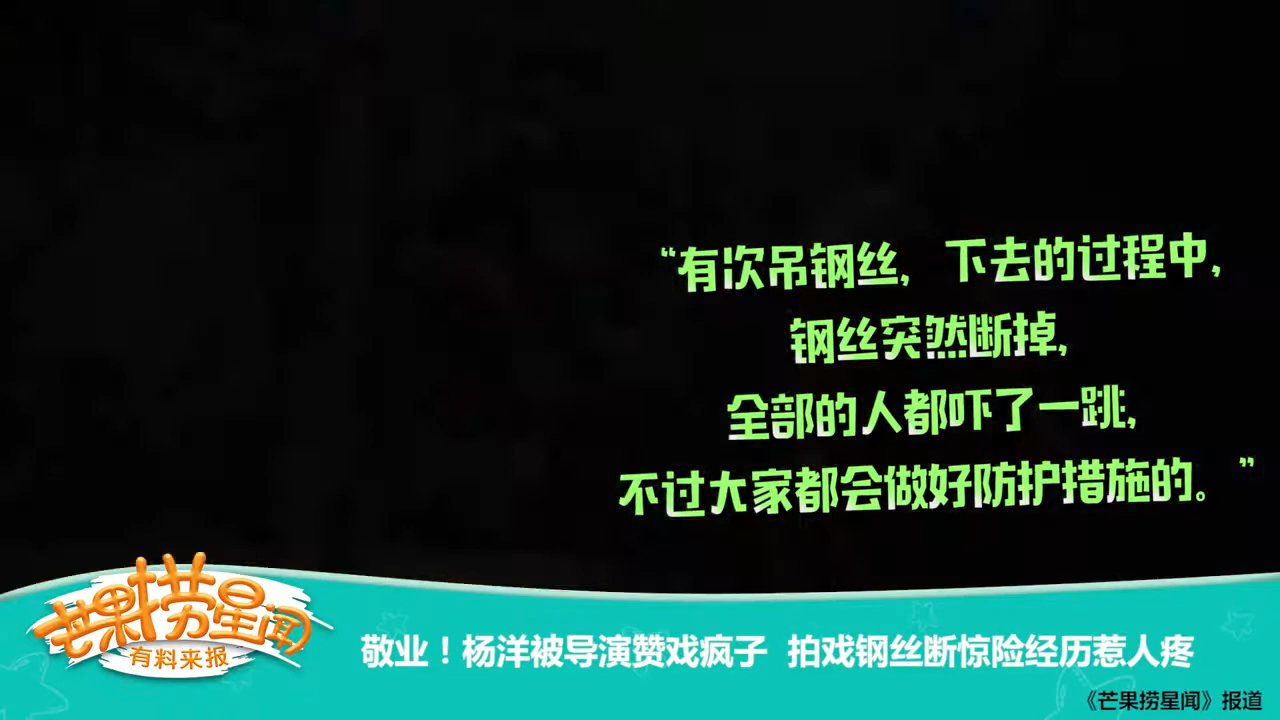 “有次吊钢丝,下去的过程中,
钢丝突然断掉,
全部的人都吓了一跳,
不过大家都会做好防护措施的。”
芒果捞星闻
有料来报
敬业！杨洋被导演赞戏疯子 拍戏钢丝断惊险经历惹人疼
《芒果捞星闻》报道